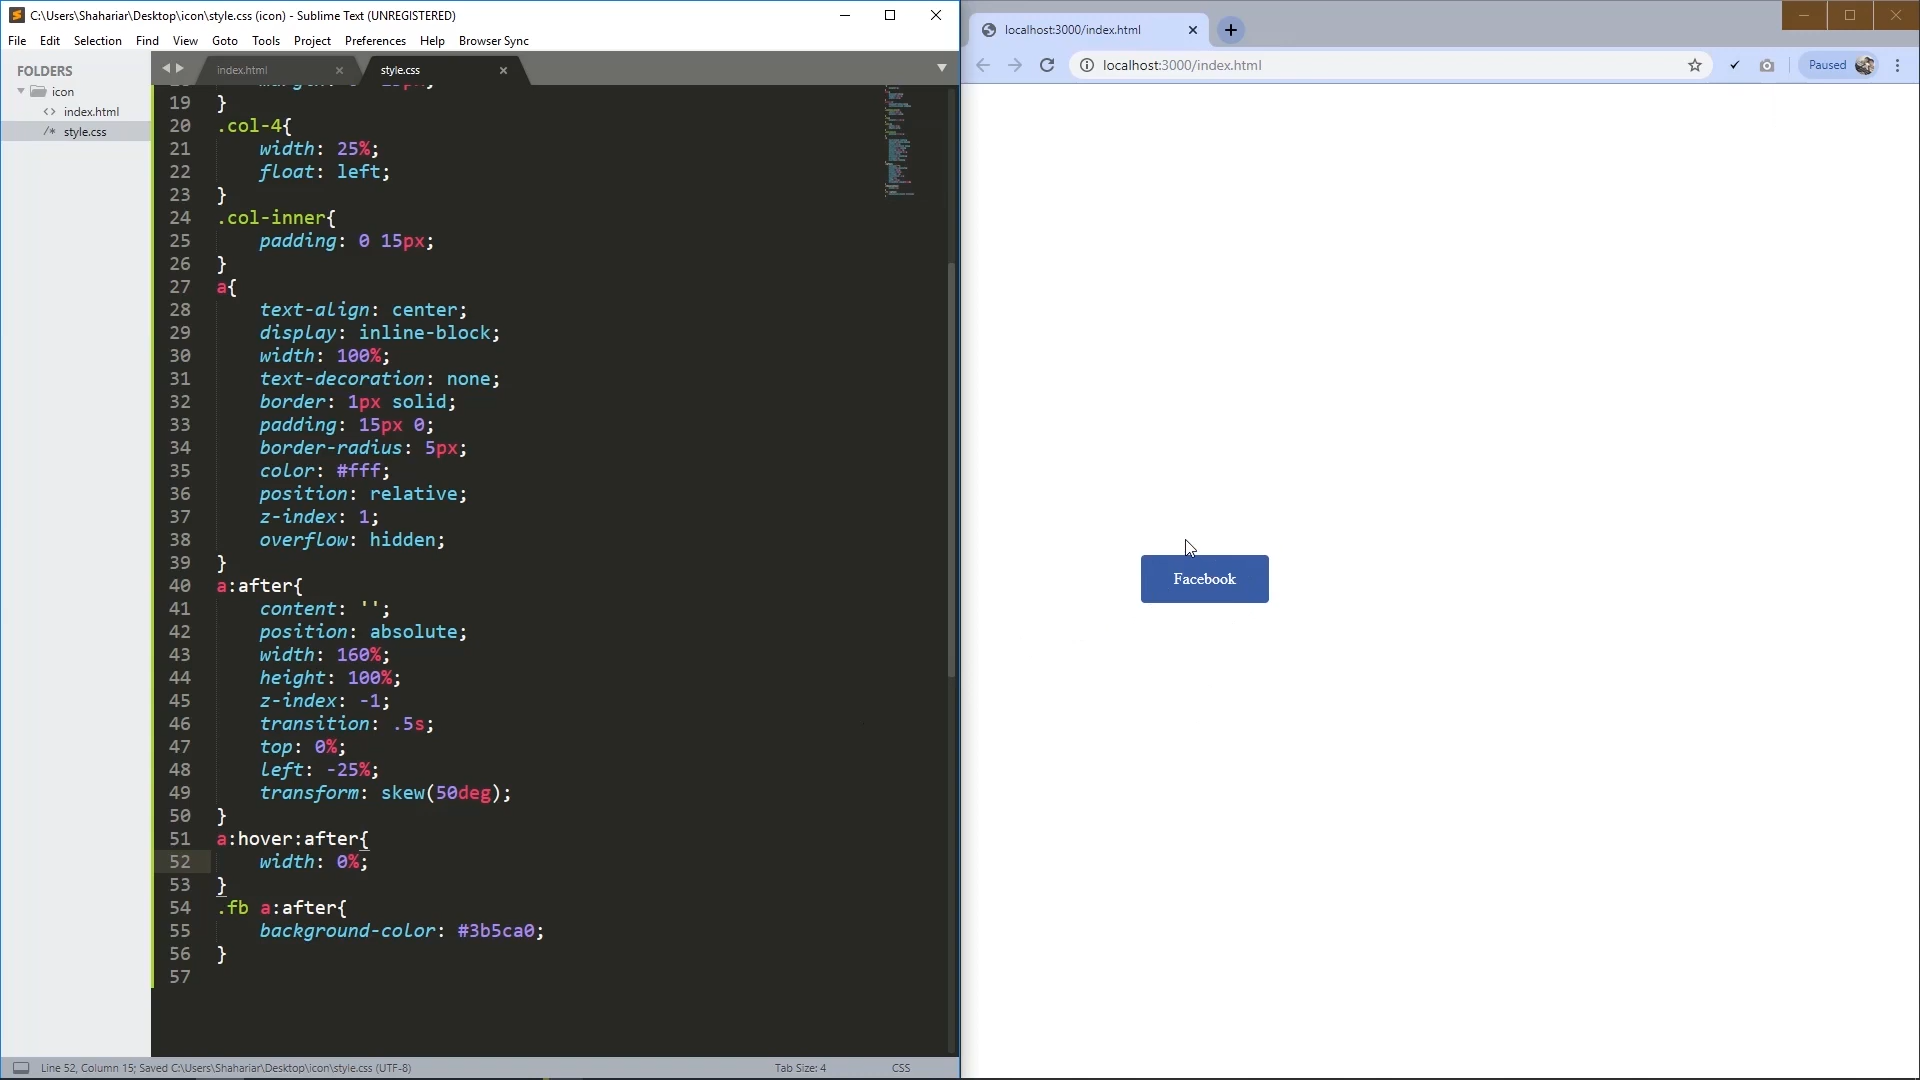 C:\Users\Shahariar\Desktop\icon\style.css (icon) - Sublime Text (UNREGISTERED)
File Edit Selection Find View Goto Tools Project Preferences Help Browser Sync
FOLDERS
icon
index.html
style.css
index.html
style.css
19 }
20 .col-4{
21 width: 25%;
22 float: left;
23 }
24 .col-inner{
25 padding: 0 15px;
26 }
27 a{
28 text-align: center;
29 display: inline-block;
30 width: 100%;
31 text-decoration: none;
32 border: 1px solid;
33 padding: 15px 0;
34 border-radius: 5px;
35 color: #fff;
36 position: relative;
37 z-index: 1;
38 overflow: hidden;
39 }
40 a:after{
41 content: '';
42 position: absolute;
43 width: 160%;
44 height: 100%;
45 z-index: -1;
46 transition: .5s;
47 top: 0%;
48 left: -25%;
49 transform: skew(50deg);
50 }
51 a:hover:after{
52 width: 0%;
53 }
54 .fb a:after{
55 background-color: #3b5ca0;
56 }
57
Line 52, Column 15; Saved C:\Users\Shahariar\Desktop\icon\style.css (UTF-8)
Tab Size: 4
CSS
localhost:3000/index.html
localhost:3000/index.html
Paused
Facebook